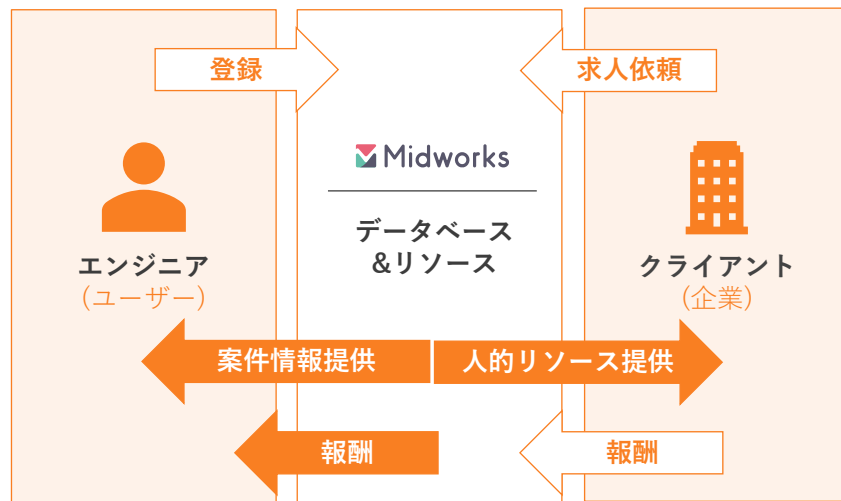 登録
求人依頼
Midworks
データベース
&リソース
エンジニア
(ユーザー)
クライアント
(企業)
案件情報提供
人的リソース提供
報酬
報酬